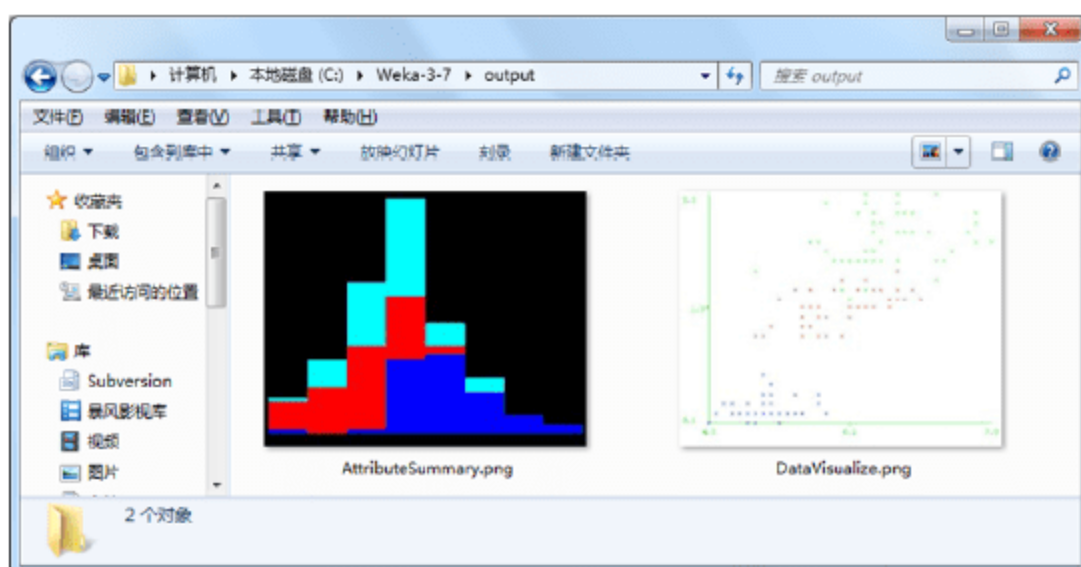 计算机 ▸ 本地磁盘 (C:) ▸ Weka-3-7 ▸ output
搜索 output
文件(F) 编辑(E) 查看(V) 工具(T) 帮助(H)
组织 包含到库中 共享 放映幻灯片 刻录 新建文件夹
收藏夹
下载
桌面
最近访问的位置
库
Subversion
暴风影视库
视频
图片
AttributeSummary.png
DataVisualize.png
2 个对象